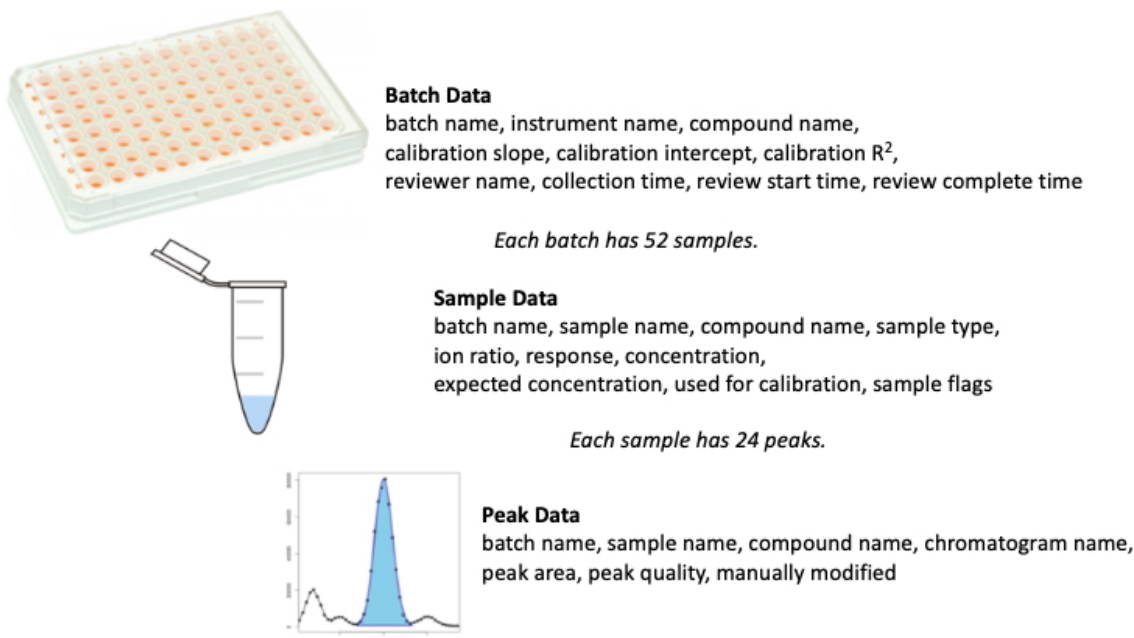 Batch Data
batch name, instrument name, compound name,
calibration slope, calibration intercept, calibration R²,
reviewer name, collection time, review start time, review complete time
Each batch has 52 samples.
Sample Data
batch name, sample name, compound name, sample type,
ion ratio, response, concentration,
expected concentration, used for calibration, sample flags
Each sample has 24 peaks.
Peak Data
batch name, sample name, compound name, chromatogram name,
peak area, peak quality, manually modified